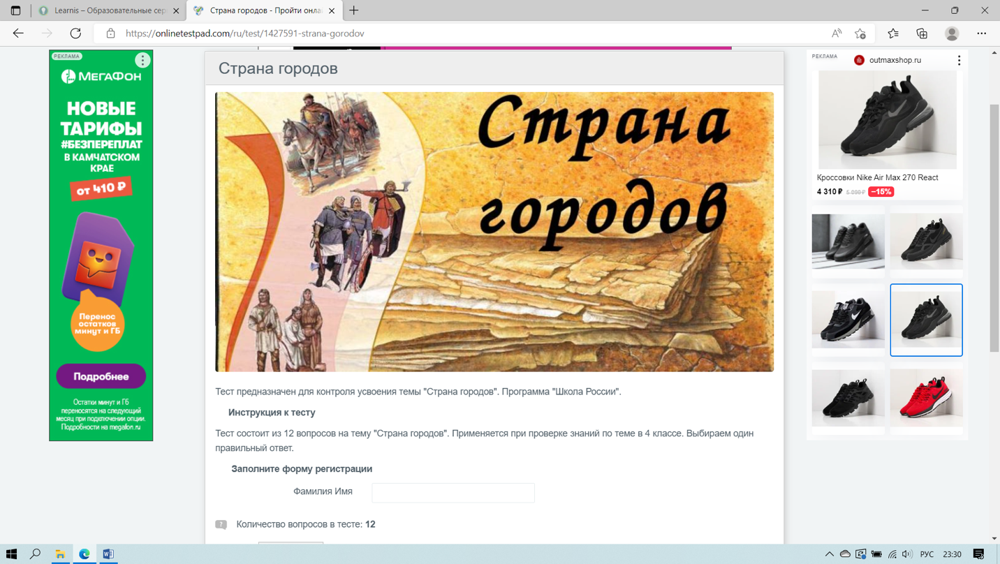 Learnis – Образовательные сер
Страна городов - Пройти онла
https://onlinetestpad.com/ru/test/1427591-strana-gorodov
РЕКЛАМА
МЕГАФОН
НОВЫЕ
ТАРИФЫ
#БЕЗПЕРЕПЛАТ
В КАМЧАТСКОМ
КРАЕ
от 410 ₽
Перенос
остатков
минут и ГБ
Подробнее
Остатки минут и ГБ
переносятся на следующий
месяц при подключении опции.
Подробности на megafon.ru
Страна городов
Страна
городов
Тест предназначен для контроля усвоения темы "Страна городов". Программа "Школа России".
Инструкция к тесту
Тест состоит из 12 вопросов на тему "Страна городов". Применяется при проверке знаний по теме в 4 классе. Выбираем один
правильный ответ.
Заполните форму регистрации
Фамилия Имя
Количество вопросов в тесте: 12
РЕКЛАМА
outmaxshop.ru
Кроссовки Nike Air Max 270 React
4 310 ₽ –15%
РУС 23:30